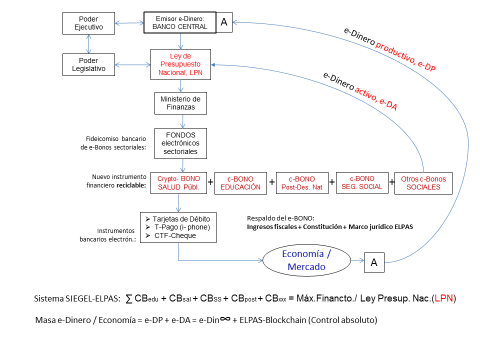 Poder
Ejecutivo
Emisor e-Dinero:
BANCO CENTRAL
A
e-Dinero productivo, e-DP
Poder
Legislativo
Ley de
Presupuesto
Nacional, LPN
e-Dinero activo, e-DA
Ministerio de
Finanzas
Fideicomiso bancario
de e-Bonos sectoriales:
FONDOS
electrónicos
sectoriales
Nuevo instrumento
financiero reciclable:
Crypto- BONO
SALUD Públ.
+
c-BONO
EDUCACIÓN
+
c-BONO
Post-Des. Nat
+
c-BONO
SEG. SOCIAL
+
Otros c-Bonos
SOCIALES
Instrumentos
bancarios electrón.:
➢ Tarjetas de Débito
➢ T-Pago (i- phone)
➢ CTF-Cheque
Respaldo del e-BONO:
Ingresos fiscales + Constitución + Marco jurídico ELPAS
Economía /
Mercado
A
Sistema SIEGEL-ELPAS: ∑ CBedu + CBsal + CBSS + CBpost + CBxxx = Máx.Financto./ Ley Presup. Nac.(LPN)
Masa e-Dinero / Economía = e-DP + e-DA = e-Din∞ + ELPAS-Blockchain (Control absoluto)